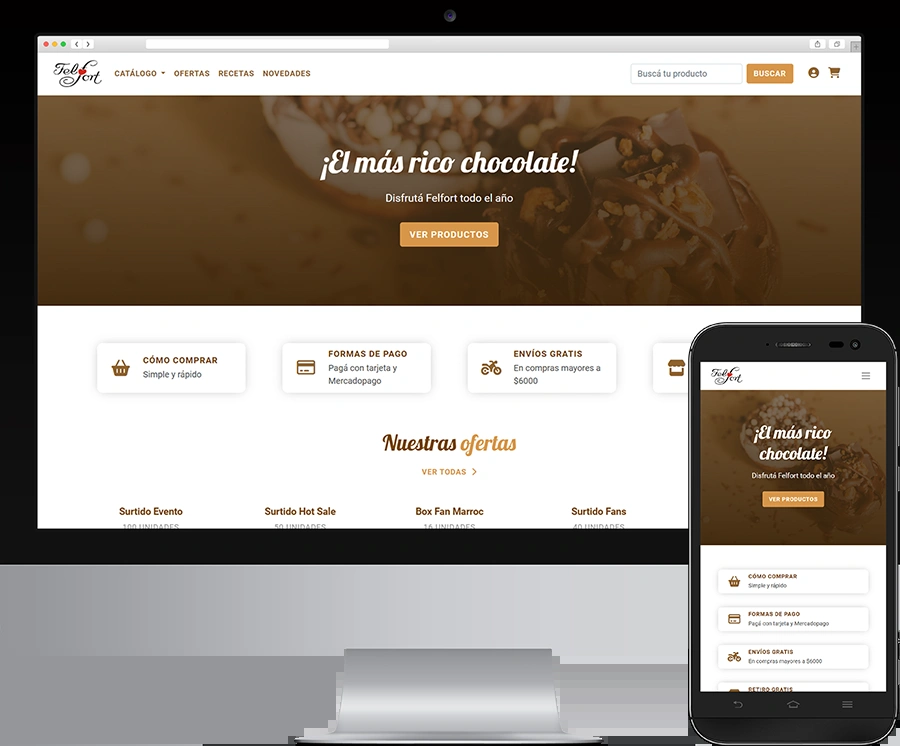 Felfort
CATÁLOGO OFERTAS RECETAS NOVEDADES
Buscá tu producto
BUSCAR
¡El más rico chocolate!
Disfrutá Felfort todo el año
VER PRODUCTOS
CÓMO COMPRAR
Simple y rápido
FORMAS DE PAGO
Pagá con tarjeta y
Mercadopago
ENVÍOS GRATIS
En compras mayores a
$6000
Nuestras ofertas
VER TODAS
Surtido Evento
100 UNIDADES
Surtido Hot Sale
50 UNIDADES
Box Fan Marroc
16 UNIDADES
Surtido Fans
40 UNIDADES
Felfort
¡El más rico
chocolate!
Disfrutá Felfort todo el año
VER PRODUCTOS
CÓMO COMPRAR
Simple y rápido
FORMAS DE PAGO
Pagá con tarjeta y Mercadopago
ENVÍOS GRATIS
En compras mayores a $6000
RETIRO GRATIS